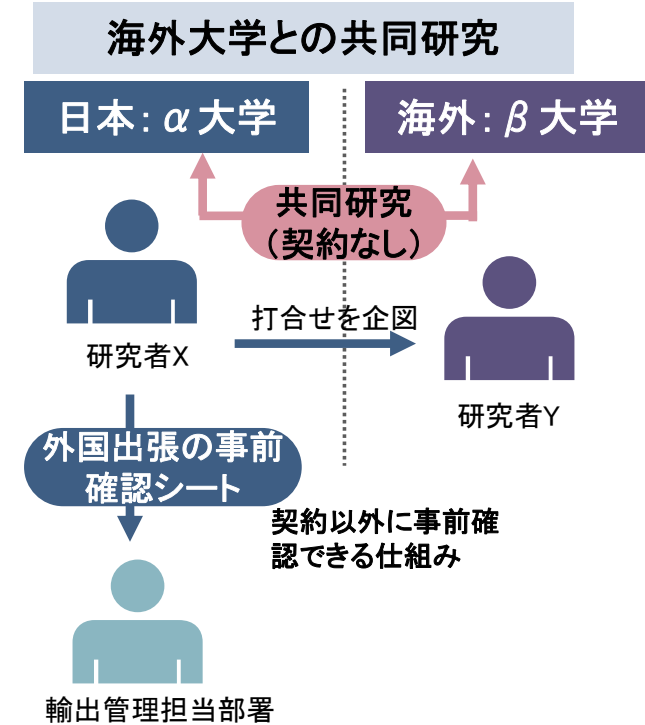 海外大学との共同研究
日本：α大学
海外：β大学
共同研究
（契約なし）
打合せを企図
研究者X
研究者Y
外国出張の事前
確認シート
契約以外に事前確
認できる仕組み
輸出管理担当部署